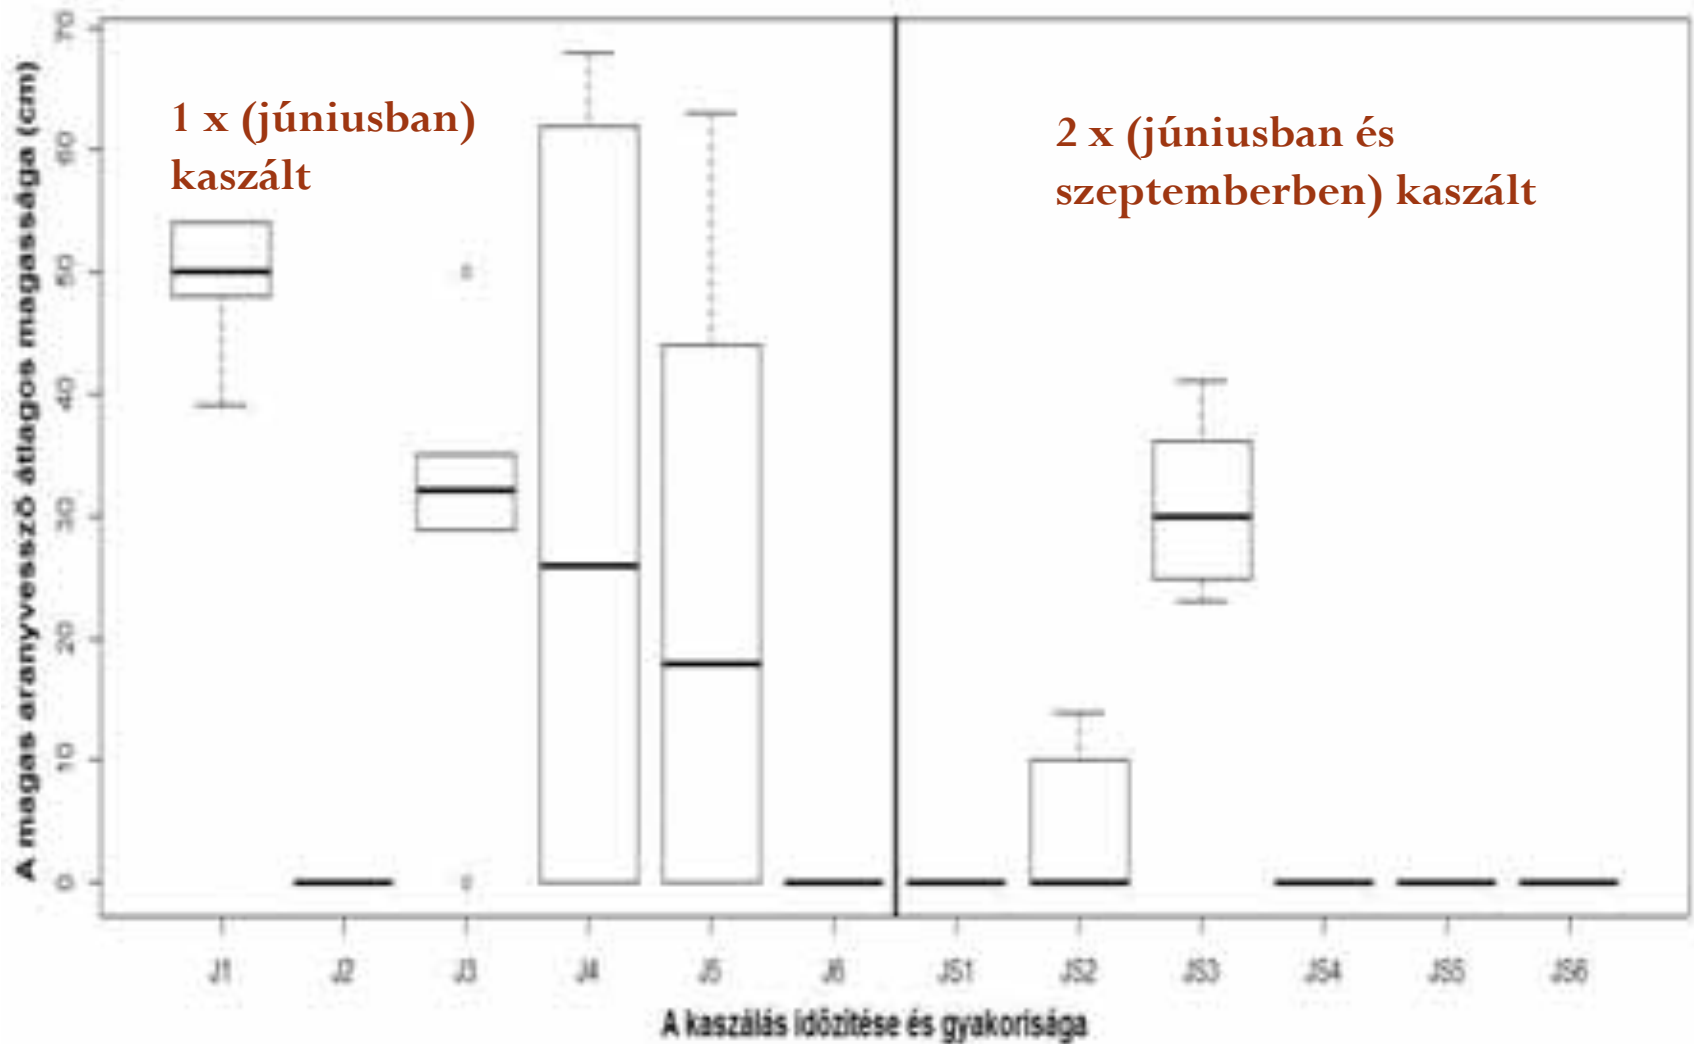 A magas aranyvessző átlagos magassága (cm)
70
60
50
40
30
20
10
0
1 x (júniusban)
kaszált
2 x (júniusban és
szeptemberben) kaszált
J1 J2 J3 J4 J5 J6 JS1 JS2 JS3 JS4 JS5 JS6
A kaszálás időzítése és gyakorisága